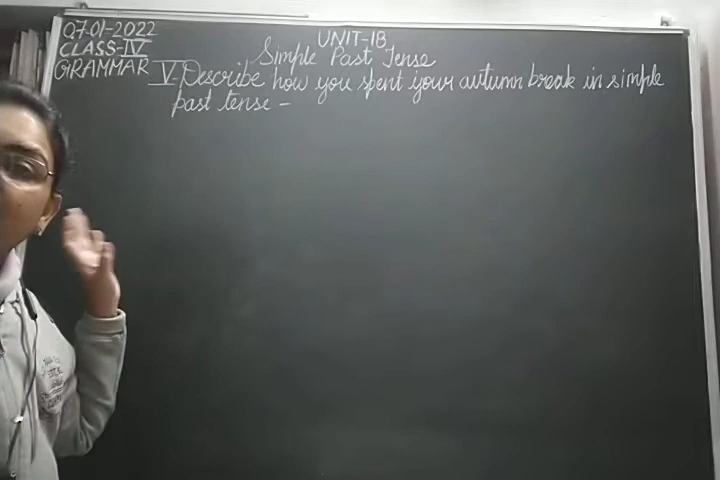 07.01-2022
CLASS-IV
GRAMMAR
UNIT-18
Simple Past Tense
V-Describe how you spent your autumn break in simple
past tense -